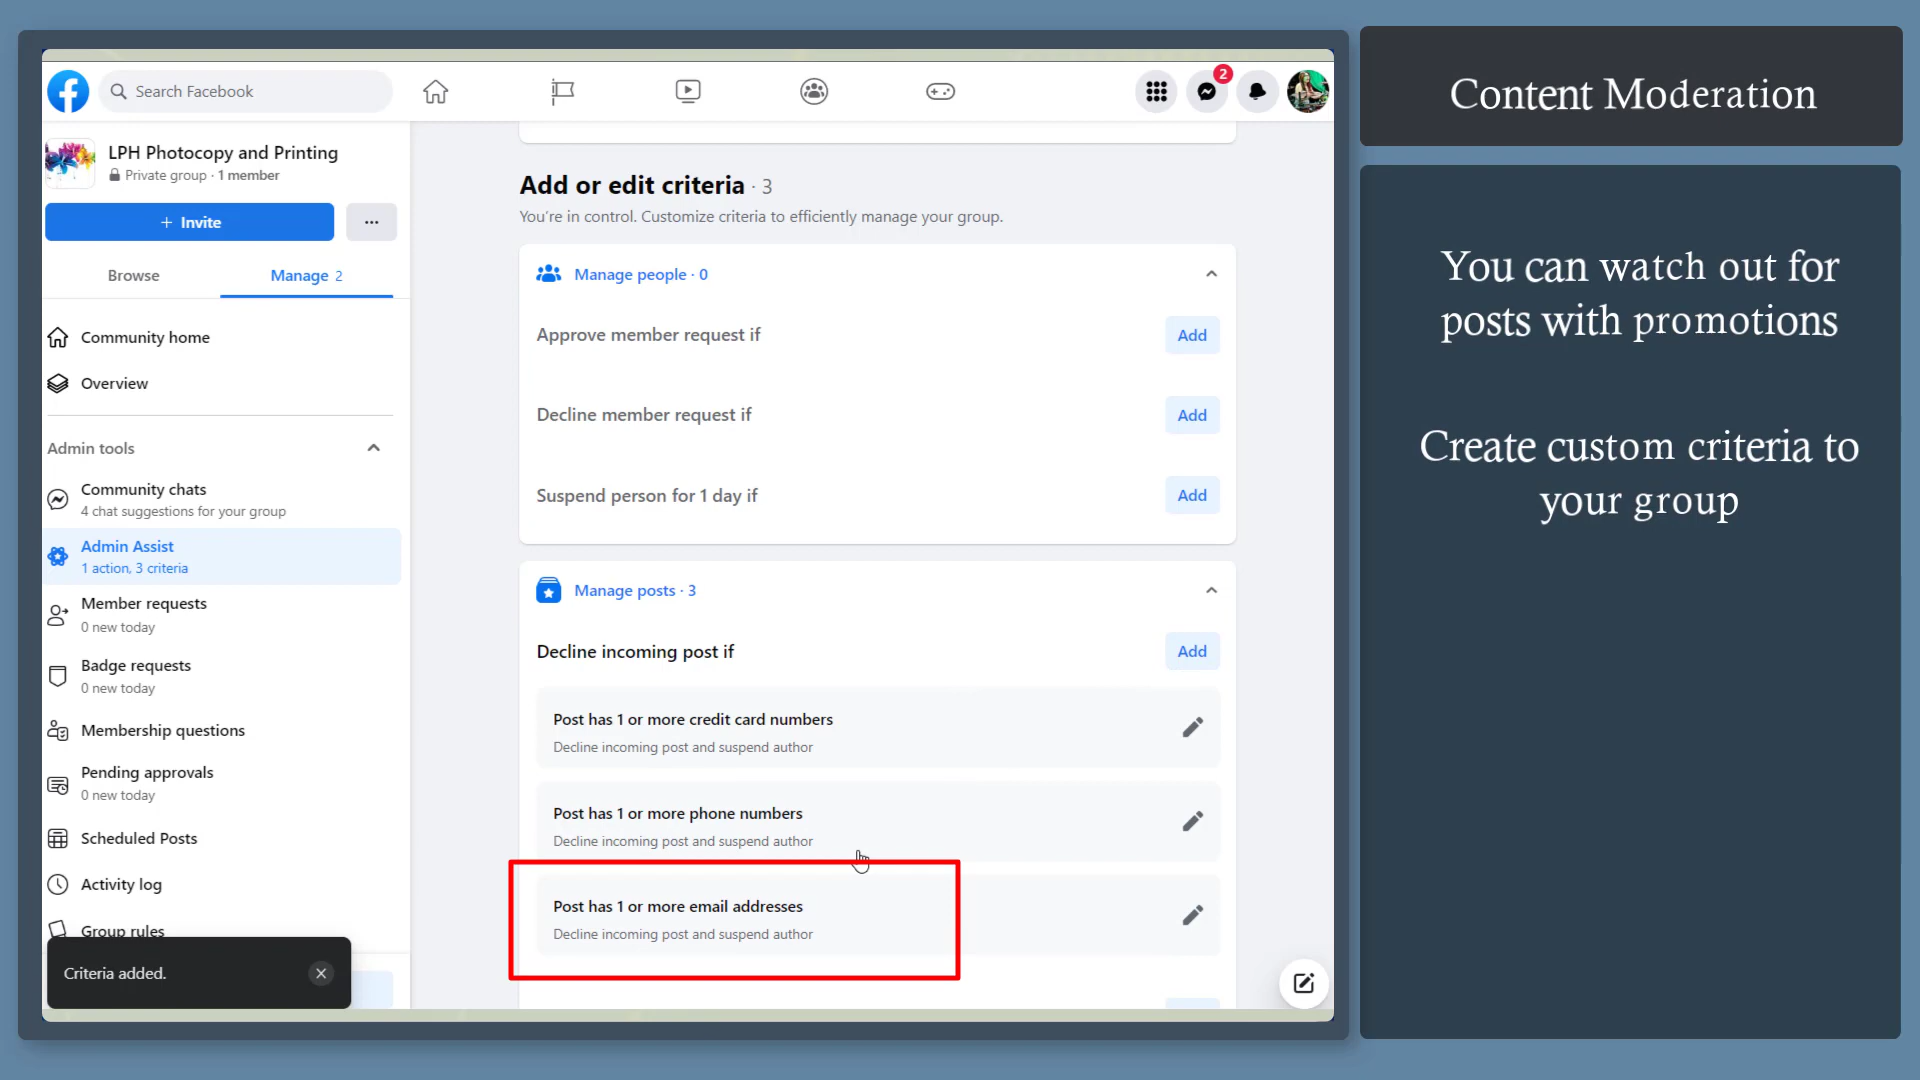 Search Facebook
2
LPH Photocopy and Printing
Private group · 1 member
+ Invite
Browse
Manage 2
Community home
Overview
Admin tools
Community chats
4 chat suggestions for your group
Admin Assist
1 action, 3 criteria
Member requests
0 new today
Badge requests
0 new today
Membership questions
Pending approvals
0 new today
Scheduled Posts
Activity log
Group rules
Criteria added.
Add or edit criteria · 3
You're in control. Customize criteria to efficiently manage your group.
Manage people · 0
Approve member request if
Add
Decline member request if
Add
Suspend person for 1 day if
Add
Manage posts · 3
Decline incoming post if
Add
Post has 1 or more credit card numbers
Decline incoming post and suspend author
Post has 1 or more phone numbers
Decline incoming post and suspend author
Post has 1 or more email addresses
Decline incoming post and suspend author
Content Moderation
You can watch out for
posts with promotions
Create custom criteria to
your group